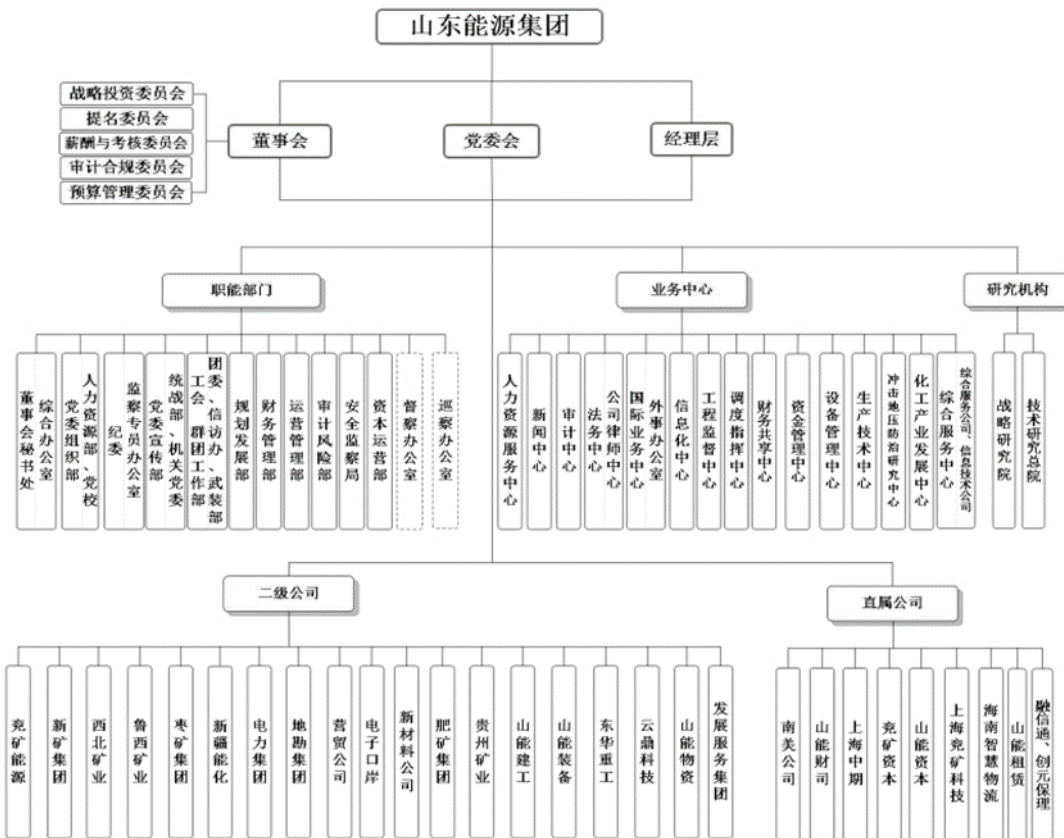 山东能源集团
战略投资委员会
提名委员会
薪酬与考核委员会
审计合规委员会
预算管理委员会
董事会
党委会
经理层
职能部门
业务中心
研究机构
董事会秘书处
综合办公室
党委组织部
人力资源部、党校
纪委
监察专员办公室
党委宣传部
统战部、机关党委
工会、群团工作部
团委、信访办、武装部
规划发展部
财务管理部
运营管理部
审计风险部
安全监察局
资本运营部
督察办公室
巡察办公室
人力资源服务中心
新闻中心
审计中心
法务中心
公司律师中心
国际业务中心
外事办公室
信息化中心
工程监督中心
调度指挥中心
财务共享中心
资金管理中心
设备管理中心
生产技术中心
冲击地压防治研究中心
化工产业发展中心
综合服务中心
综合服务公司、信息技术公司
战略研究院
技术研究总院
二级公司
直属公司
兖矿能源
新矿集团
西北矿业
鲁西矿业
枣矿集团
新疆能化
电力集团
地勘集团
营贸公司
电子口岸
新材料公司
肥矿集团
贵州矿业
山能建工
山能装备
东华重工
云鼎科技
山能物资
发展服务集团
南美公司
山能财司
上海中期
兖矿资本
山能资本
上海兖矿科技
海南智慧物流
山能租赁
融信通、创元保理